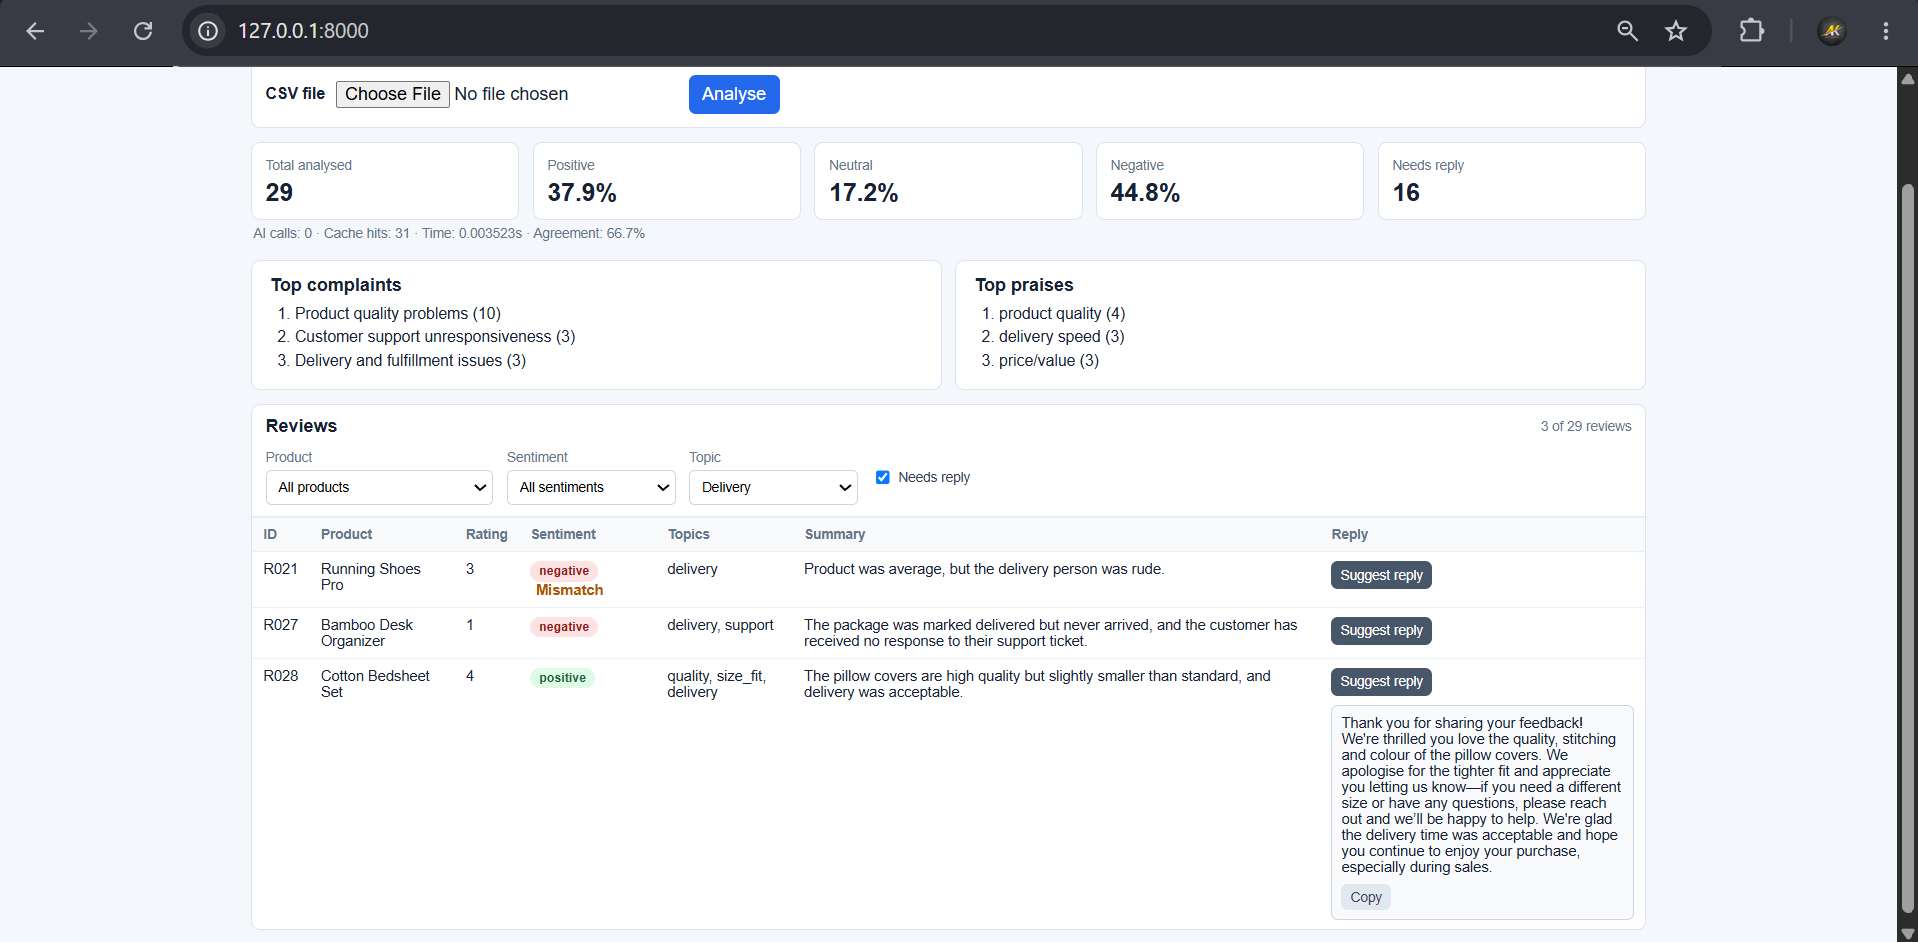 127.0.0.1:8000
AK
CSV file Choose File No file chosen Analyse
Total analysed
29
Positive
37.9%
Neutral
17.2%
Negative
44.8%
Needs reply
16
AI calls: 0 · Cache hits: 31 · Time: 0.003523s · Agreement: 66.7%
Top complaints
1. Product quality problems (10)
2. Customer support unresponsiveness (3)
3. Delivery and fulfillment issues (3)
Top praises
1. product quality (4)
2. delivery speed (3)
3. price/value (3)
Reviews
3 of 29 reviews
Product Sentiment Topic
All products All sentiments Delivery Needs reply
ID Product Rating Sentiment Topics Summary Reply
R021 Running Shoes 3 negative delivery Product was average, but the delivery person was rude. Suggest reply
Pro Mismatch
R027 Bamboo Desk 1 negative delivery, support The package was marked delivered but never arrived, and the customer has Suggest reply
Organizer received no response to their support ticket.
R028 Cotton Bedsheet 4 positive quality, size_fit, The pillow covers are high quality but slightly smaller than standard, and Suggest reply
Set delivery delivery was acceptable.
Thank you for sharing your feedback!
We're thrilled you love the quality, stitching
and colour of the pillow covers. We
apologise for the tighter fit and appreciate
you letting us know—if you need a different
size or have any questions, please reach
out and we'll be happy to help. We're glad
the delivery time was acceptable and hope
you continue to enjoy your purchase,
especially during sales.
Copy